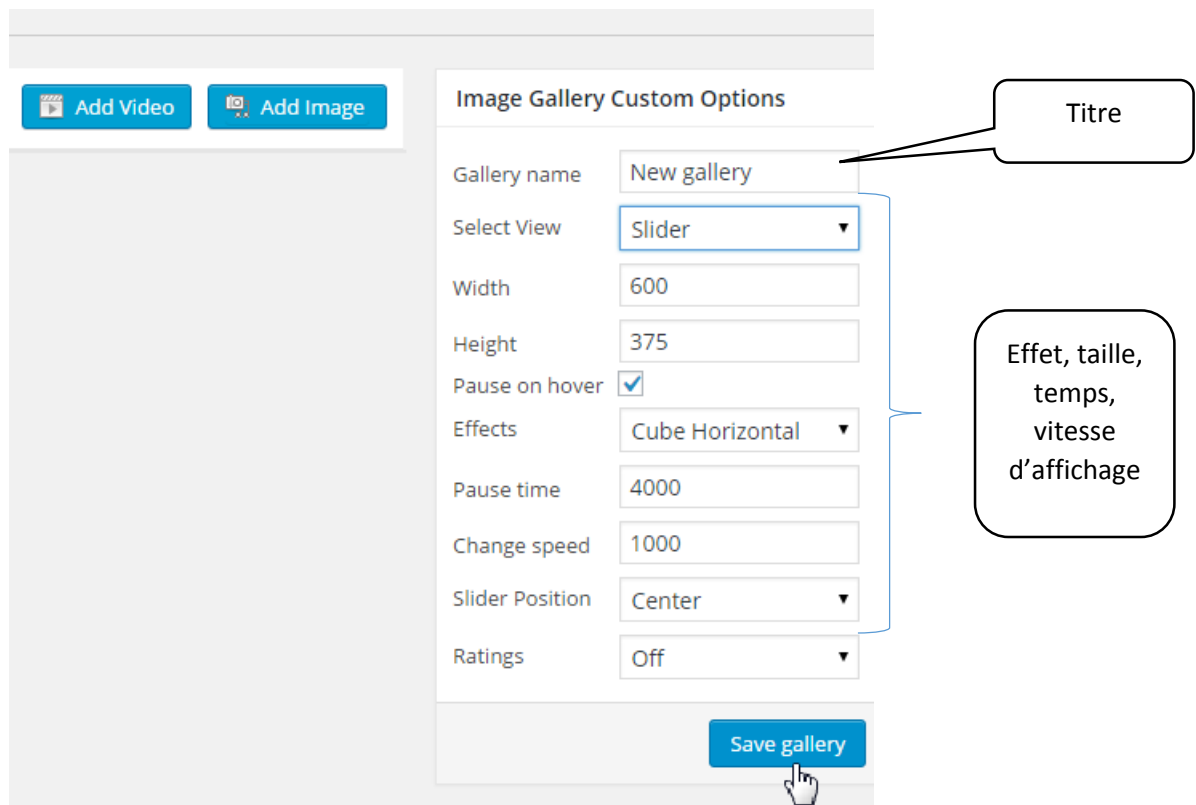 Add Video
Add Image
Image Gallery Custom Options
Titre
Gallery name
New gallery
Select View
Slider
Width
600
Height
375
Pause on hover
Effects
Cube Horizontal
Pause time
4000
Change speed
1000
Slider Position
Center
Ratings
Off
Save gallery
Effet, taille,
temps,
vitesse
d’affichage